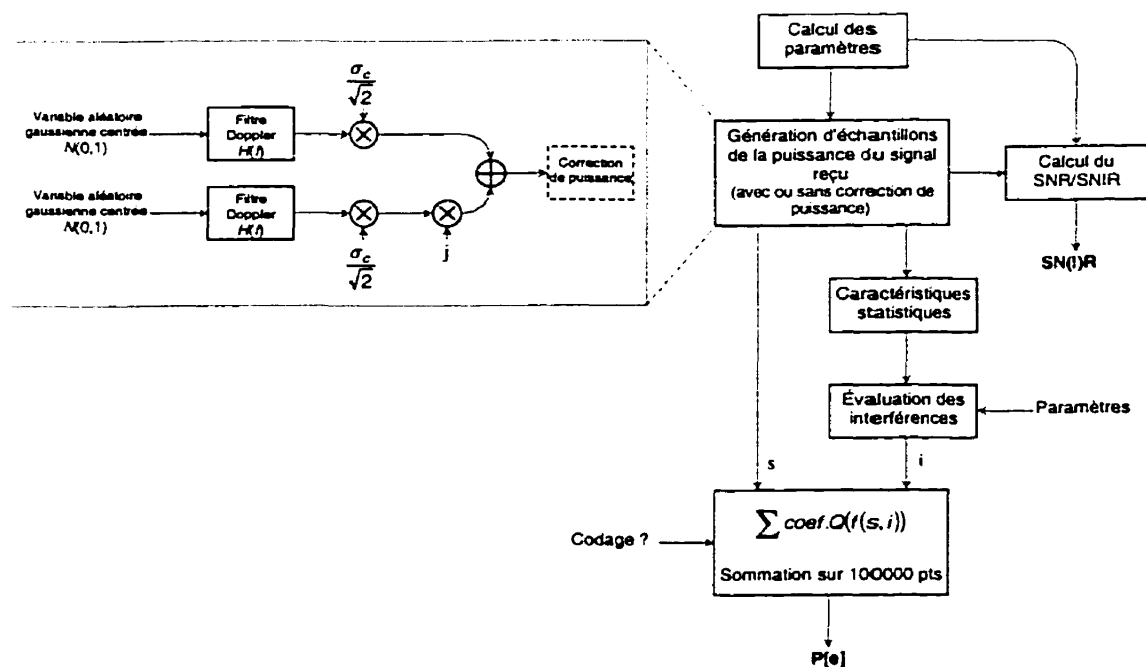 Calcul des
paramètres
σc
√2
Variable aléatoire
gaussienne centrée
N(0,1)
Filtre
Doppler
H(f)
Correction
de puissance
Variable aléatoire
gaussienne centrée
N(0,1)
Filtre
Doppler
H(f)
σc
√2
j
Génération d'échantillons
de la puissance du signal
reçu
(avec ou sans correction de
puissance)
Calcul du
SNR/SNIR
SN(I)R
Caractéristiques
statistiques
Évaluation des
interférences
Paramètres
s
i
∑ coef.Q(f(s,i))
Codage ?
Sommation sur 100000 pts
P[e]